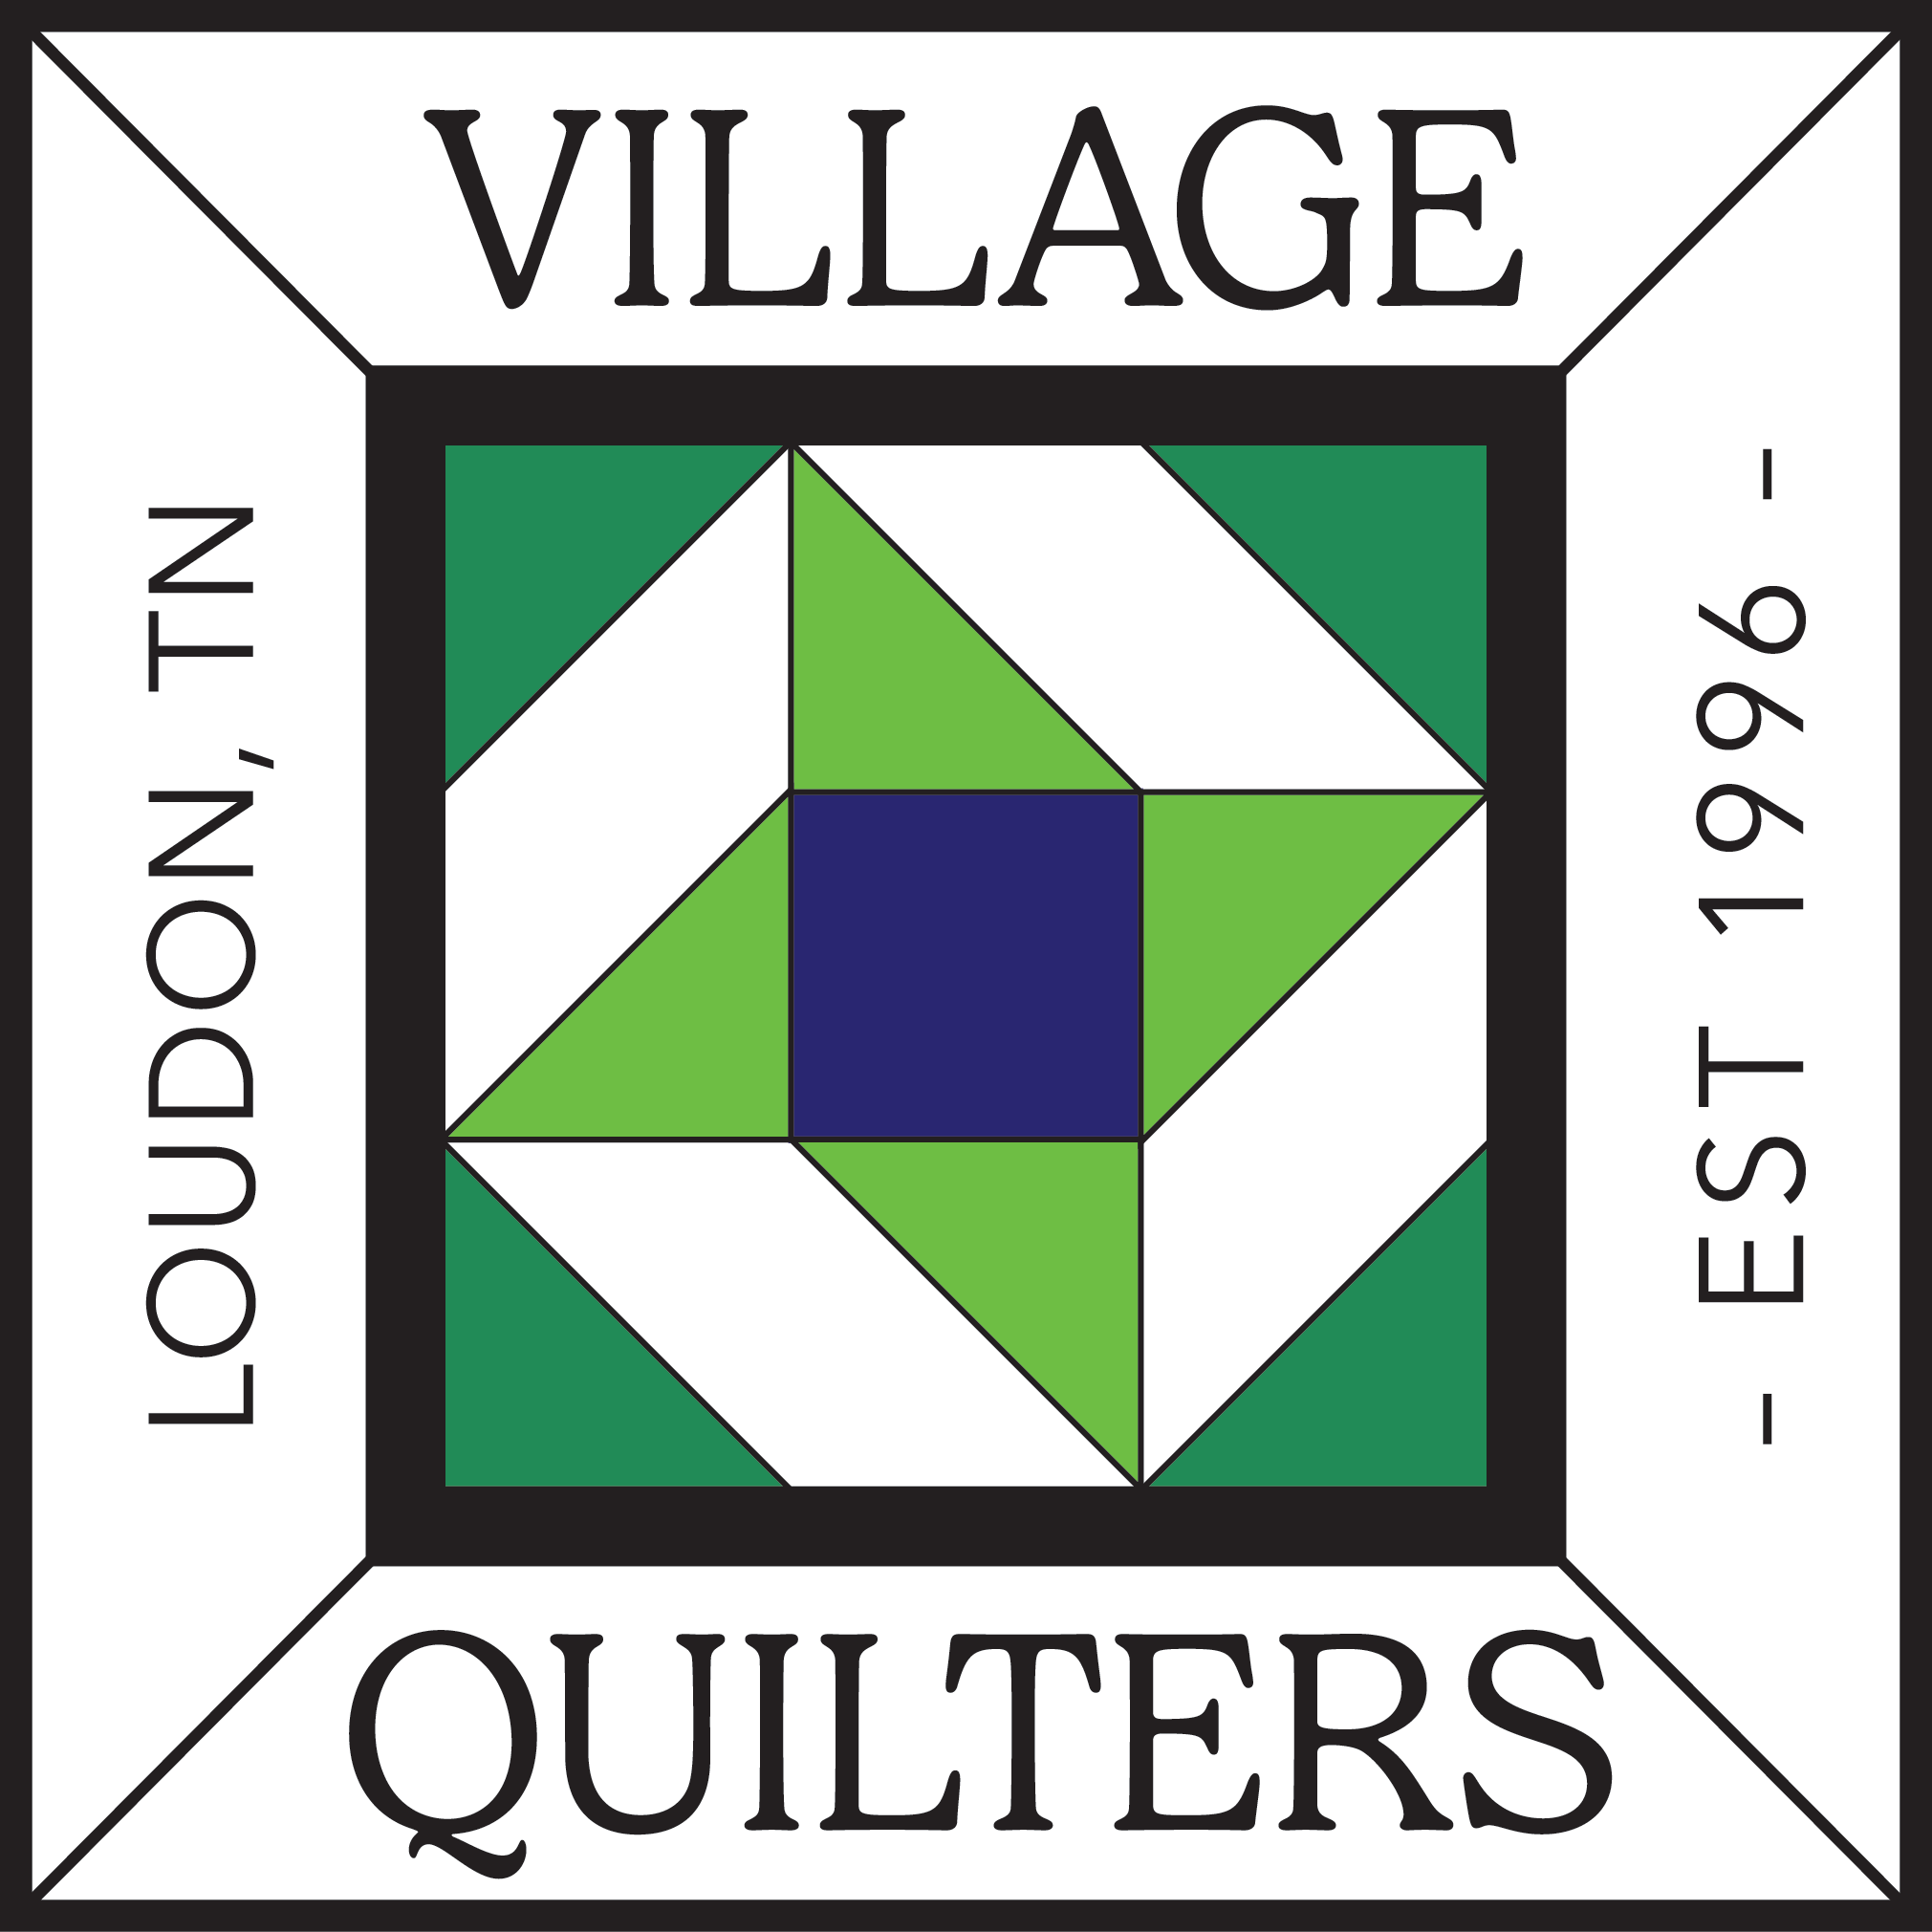 VILLAGE
LOUDON, TN
- EST 1996 -
QUILTERS